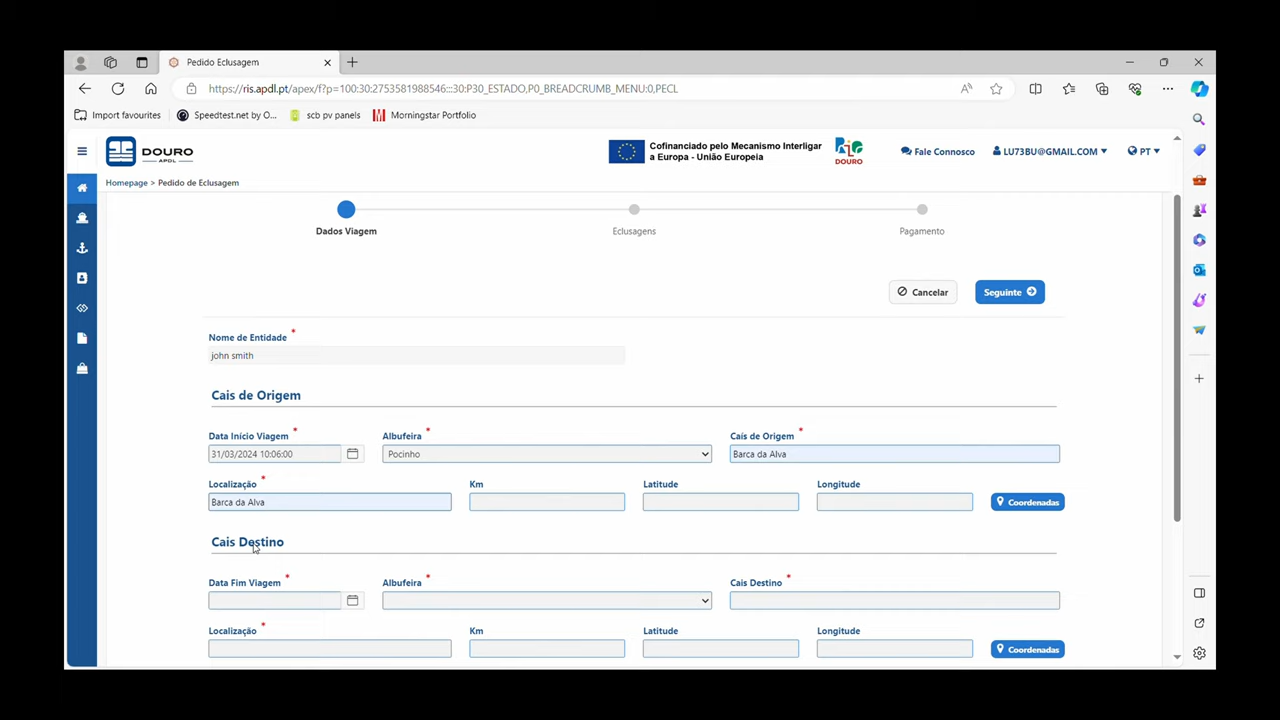 Pedido Eclusagem
https://ris.apdl.pt/apex/f?p=100:30:2753581988546:::30:P30_ESTADO,P0_BREADCRUMB_MENU:0,PECL
Import favourites
Speedtest.net by O...
scb pv panels
Morningstar Portfolio
DOURO
APDL
Cofinanciado pelo Mecanismo Interligar
a Europa - União Europeia
RIS
DOURO
Fale Connosco
LU73BU@GMAIL.COM
PT
Homepage > Pedido de Eclusagem
Dados Viagem
Eclusagens
Pagamento
Cancelar
Seguinte
Nome de Entidade *
john smith
Cais de Origem
Data Início Viagem * Albufeira * Cais de Origem *
31/03/2024 10:06:00 Pocinho Barca da Alva
Localização * Km Latitude Longitude
Barca da Alva Coordenadas
Cais Destino
Data Fim Viagem * Albufeira * Cais Destino *
Localização * Km Latitude Longitude
Coordenadas